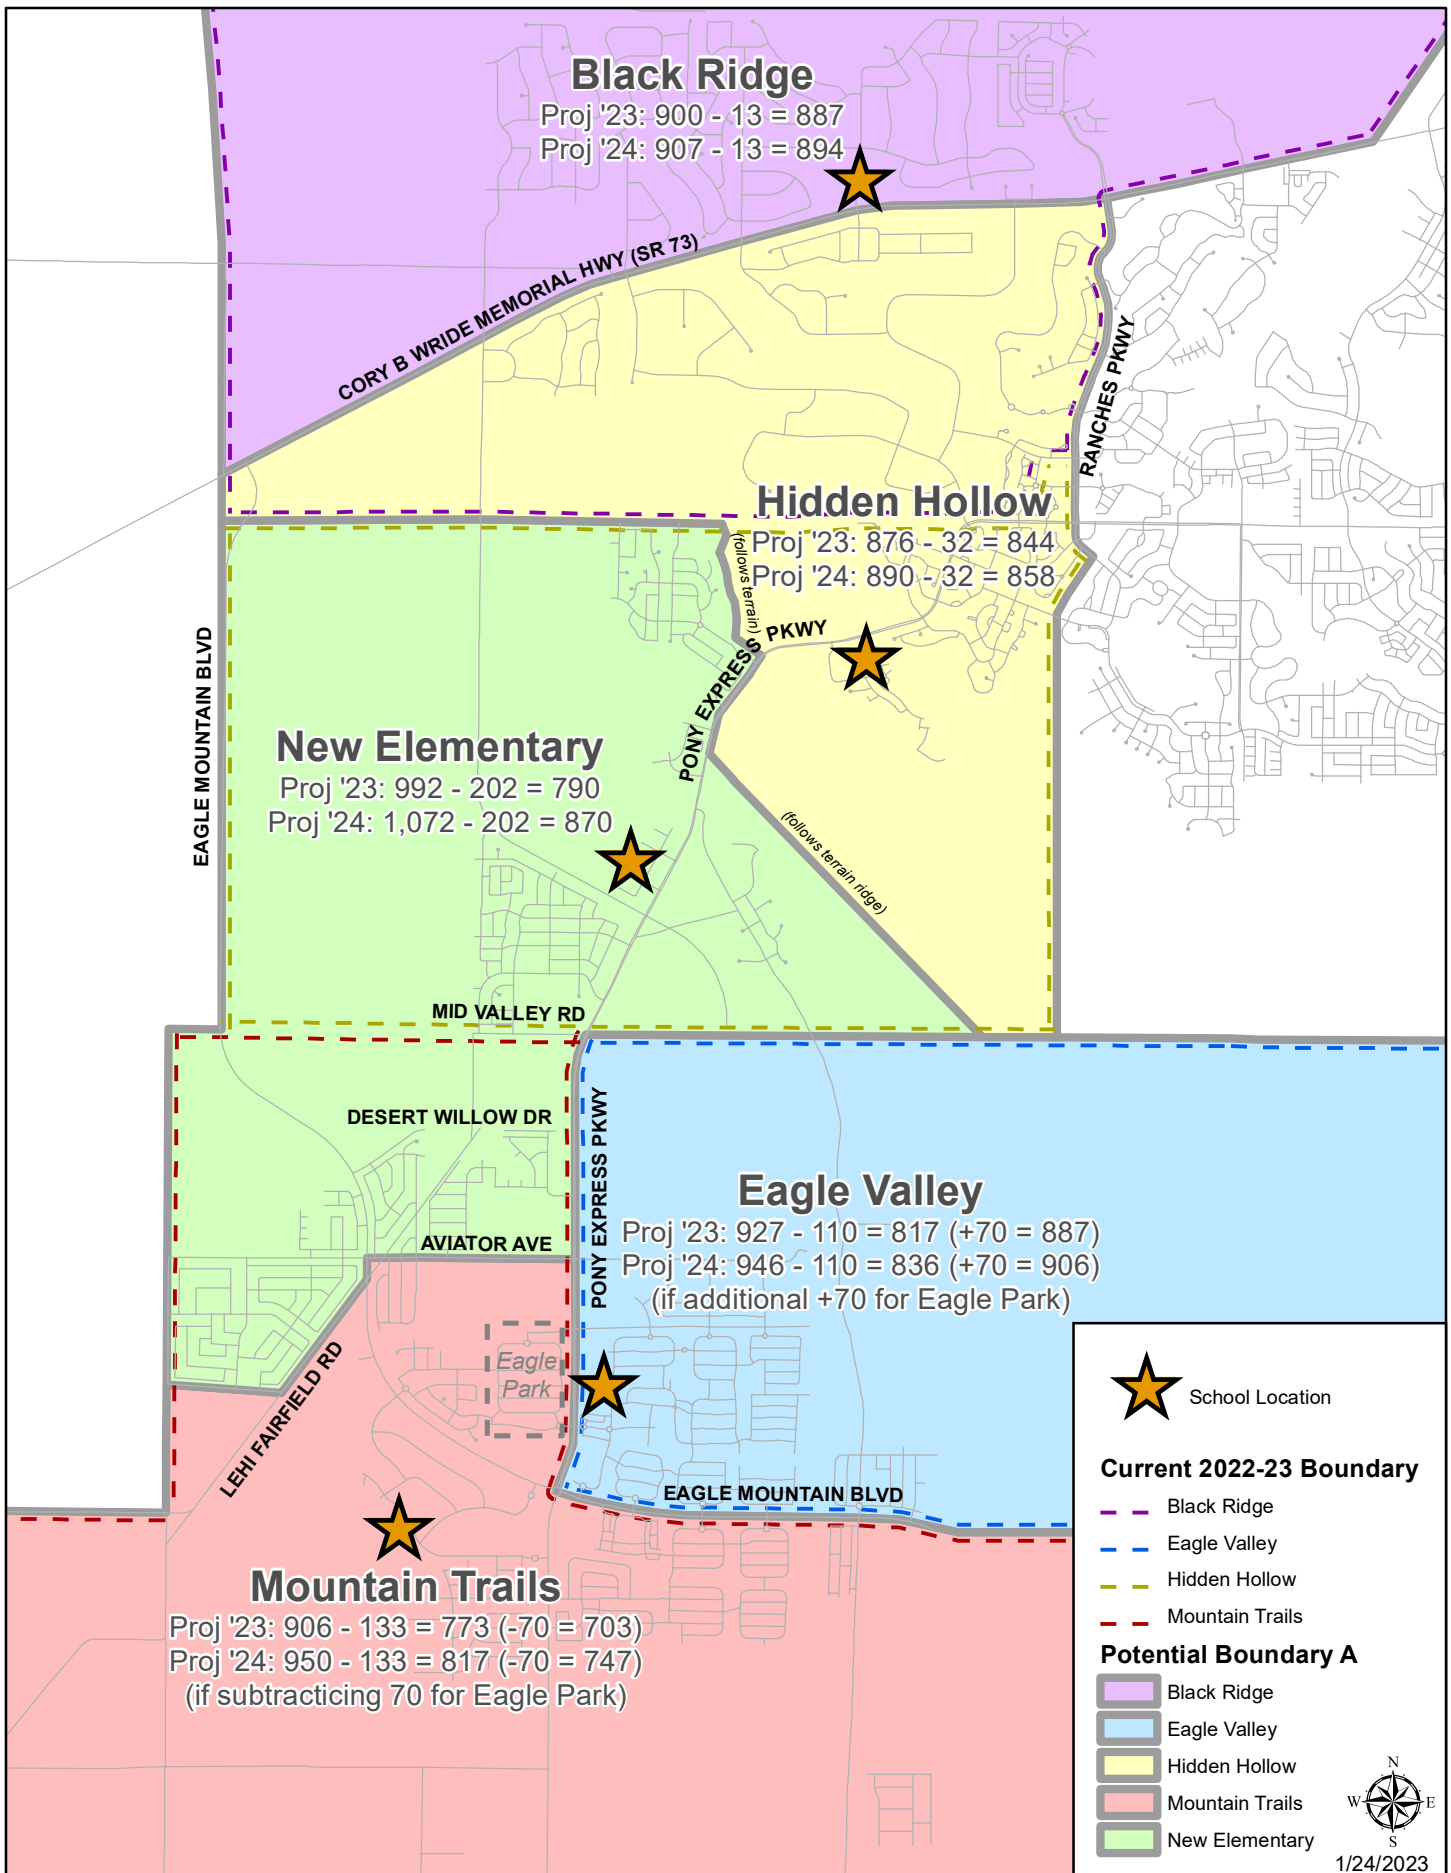 Black Ridge
Proj '23: 900 - 13 = 887
Proj '24: 907 - 13 = 894
CORY B WRIDE MEMORIAL HWY (SR 73)
RANCHES PKWY
Hidden Hollow
Proj '23: 876 - 32 = 844
Proj '24: 890 - 32 = 858
(follows terrain)
PONY EXPRESS PKWY
EAGLE MOUNTAIN BLVD
New Elementary
Proj '23: 992 - 202 = 790
Proj '24: 1,072 - 202 = 870
(follows terrain ridge)
MID VALLEY RD
DESERT WILLOW DR
PONY EXPRESS PKWY
AVIATOR AVE
Eagle Valley
Proj '23: 927 - 110 = 817 (+70 = 887)
Proj '24: 946 - 110 = 836 (+70 = 906)
(if additional +70 for Eagle Park)
Eagle
Park
LEHI FAIRFIELD RD
EAGLE MOUNTAIN BLVD
Mountain Trails
Proj '23: 906 - 133 = 773 (-70 = 703)
Proj '24: 950 - 133 = 817 (-70 = 747)
(if subtracticing 70 for Eagle Park)
School Location
Current 2022-23 Boundary
Black Ridge
Eagle Valley
Hidden Hollow
Mountain Trails
Potential Boundary A
Black Ridge
Eagle Valley
Hidden Hollow
Mountain Trails
New Elementary
N
W E
S
1/24/2023